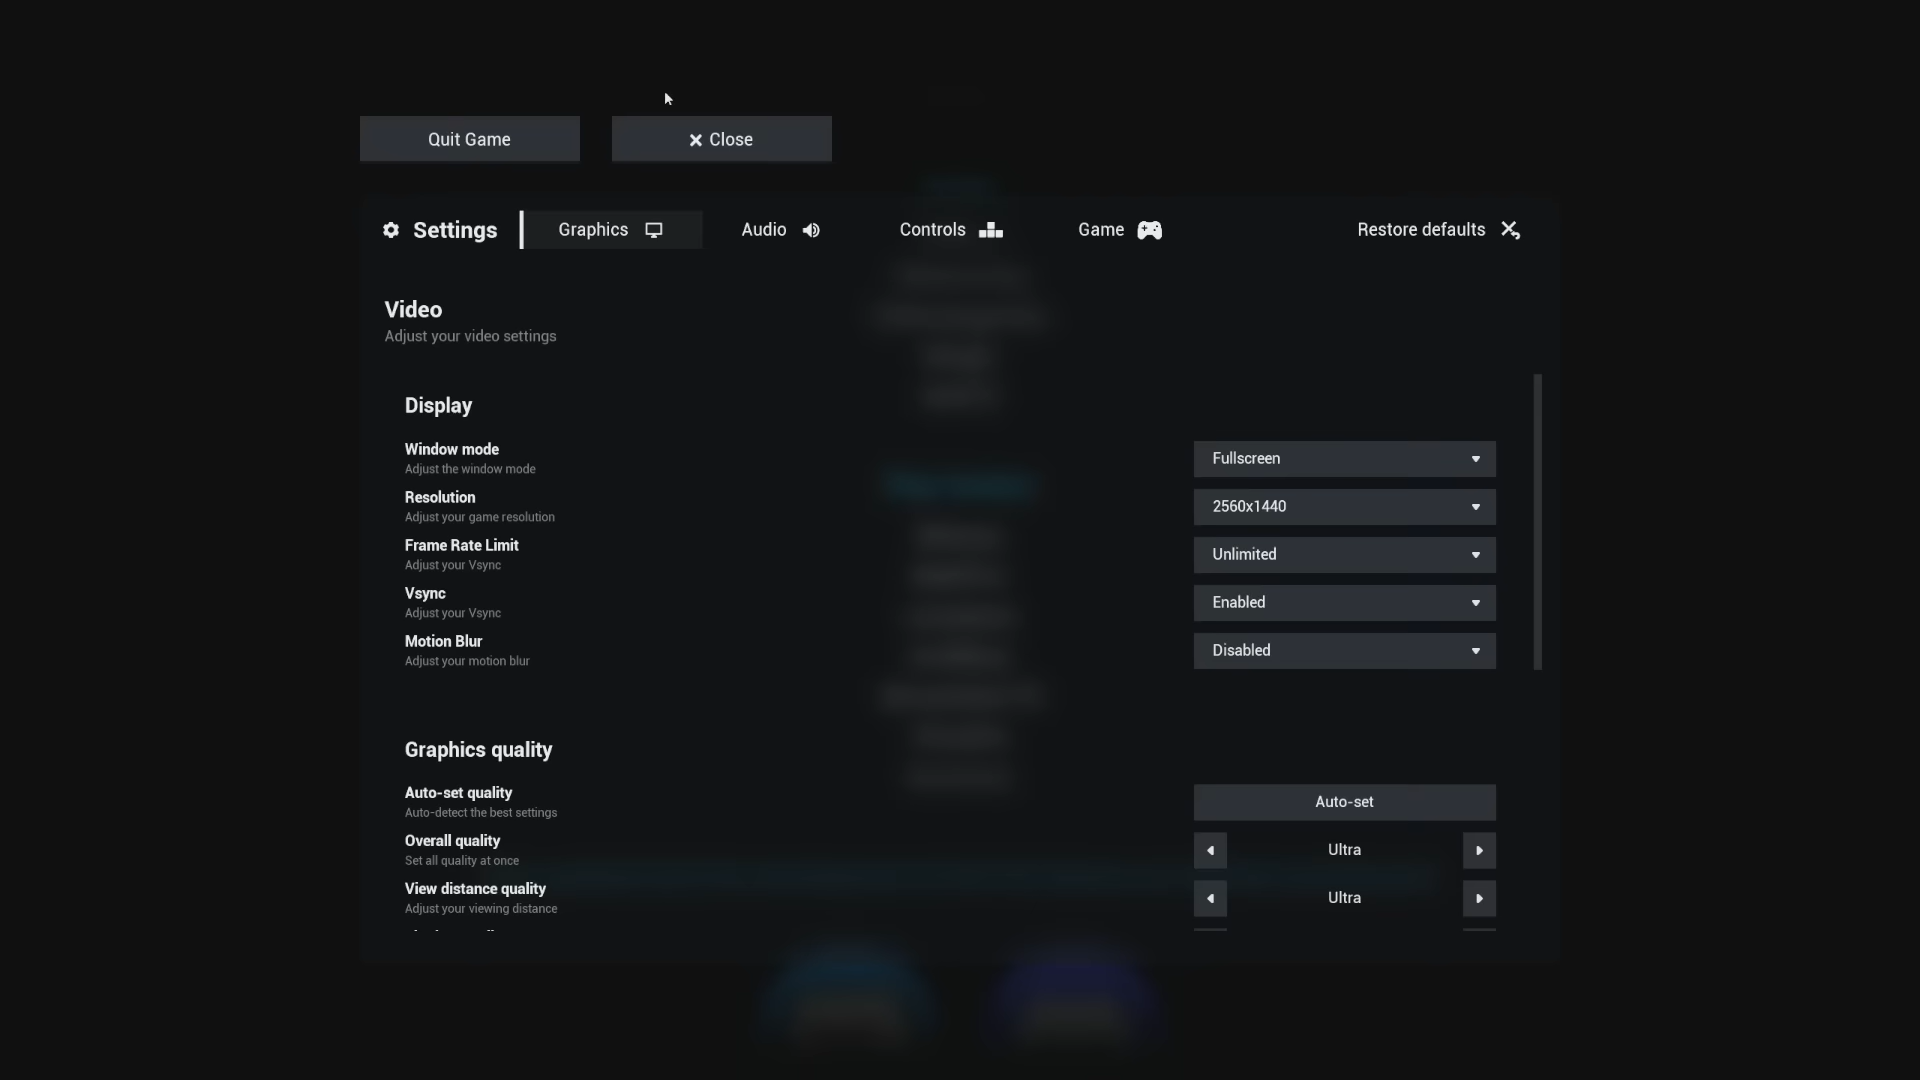 Quit Game
Close
Settings
Graphics
Audio
Controls
Game
Restore defaults
Video
Adjust your video settings
Display
Window mode
Adjust the window mode
Fullscreen
Resolution
Adjust your game resolution
2560x1440
Frame Rate Limit
Adjust your Vsync
Unlimited
Vsync
Adjust your Vsync
Enabled
Motion Blur
Adjust your motion blur
Disabled
Graphics quality
Auto-set quality
Auto-detect the best settings
Auto-set
Overall quality
Set all quality at once
Ultra
View distance quality
Adjust your viewing distance
Ultra